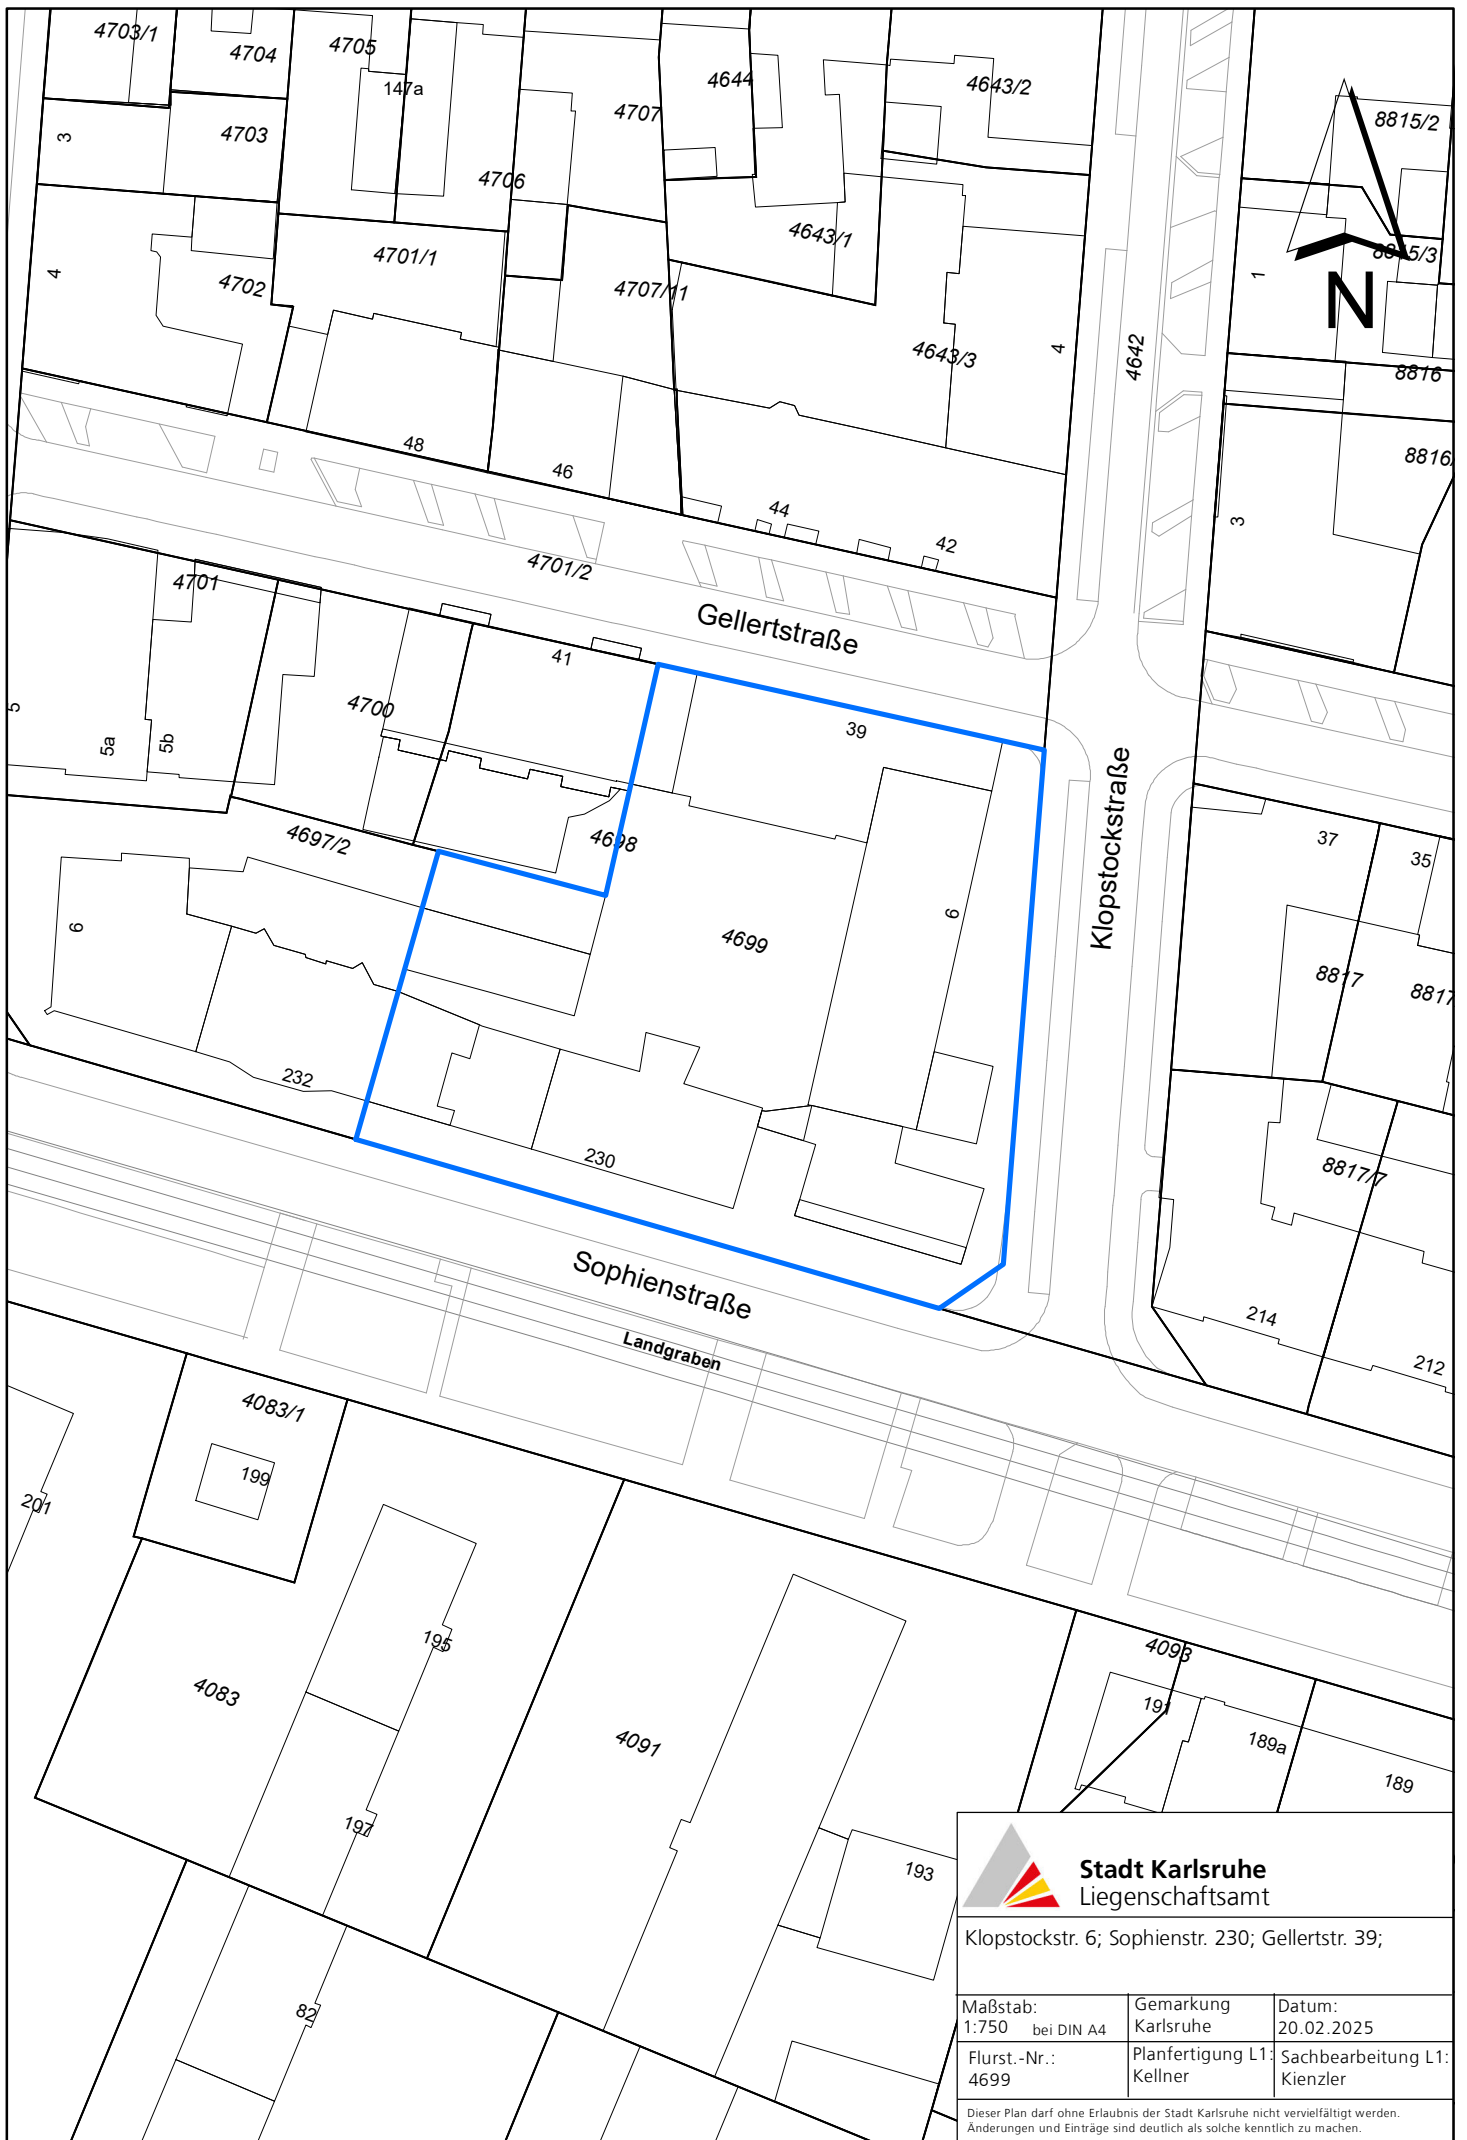 4703/1
4704
4705
147a
4644
4643/2
8815/2
3
4703
4707
4706
4643/1
4
4702
4701/1
4707/11
8815/3
1
N
4643/3
4
4642
8816
48
46
44
42
8816
3
4701
4701/2
Gellertstraße
41
39
5
5a
5b
4700
Klopstockstraße
4697/2
4698
37
35
6
4699
6
8817
8817
232
230
8817/7
Sophienstraße
Landgraben
214
212
4083/1
199
201
195
4083
4091
4093
191
189a
189
197
193
82
Stadt Karlsruhe
Liegenschaftsamt
Klopstockstr. 6; Sophienstr. 230; Gellertstr. 39;
Maßstab:
1:750 bei DIN A4
Gemarkung
Karlsruhe
Datum:
20.02.2025
Flurst.-Nr.:
4699
Planfertigung L1:
Kellner
Sachbearbeitung L1:
Kienzler
Dieser Plan darf ohne Erlaubnis der Stadt Karlsruhe nicht vervielfältigt werden.
Änderungen und Einträge sind deutlich als solche kenntlich zu machen.